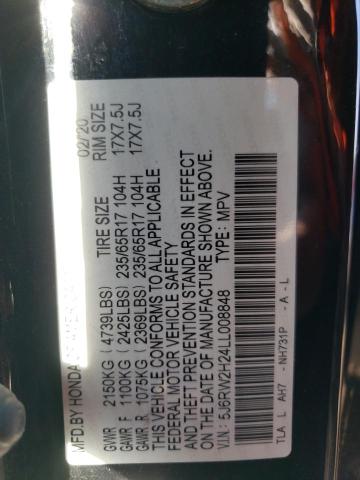 MFD.BY HONDA 02/20
GVWR 2150KG (4739LBS) TIRE SIZE RIM SIZE
GAWR F 1100KG (2426LBS) 235/65R17 104H 17X7.5J
GAWR R 1075KG (2369LBS) 235/65R17 104H 17X7.5J
THIS VEHICLE CONFORMS TO ALL APPLICABLE
FEDERAL MOTOR VEHICLE SAFETY
AND THEFT PREVENTION STANDARDS IN EFFECT
ON THE DATE OF MANUFACTURE SHOWN ABOVE.
V.I.N.: 5J6RW2H24LL008848 TYPE: MPV
TLA L AH7 - NH731P - A - L